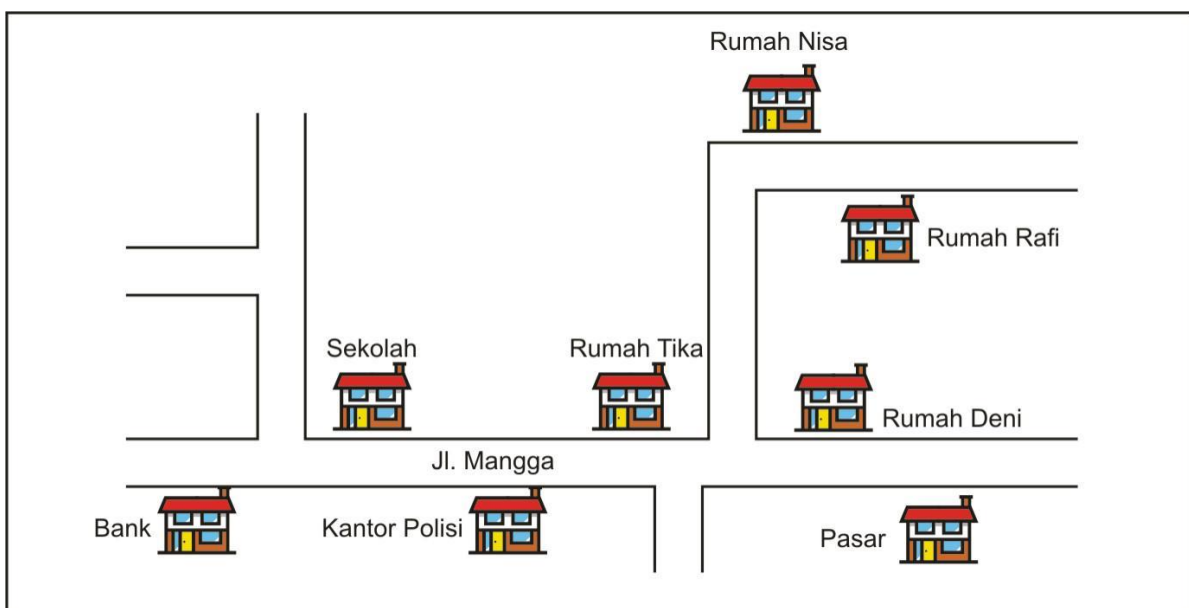 Rumah Nisa
Rumah Rafi
Sekolah
Rumah Tika
Rumah Deni
Jl. Mangga
Bank
Kantor Polisi
Pasar